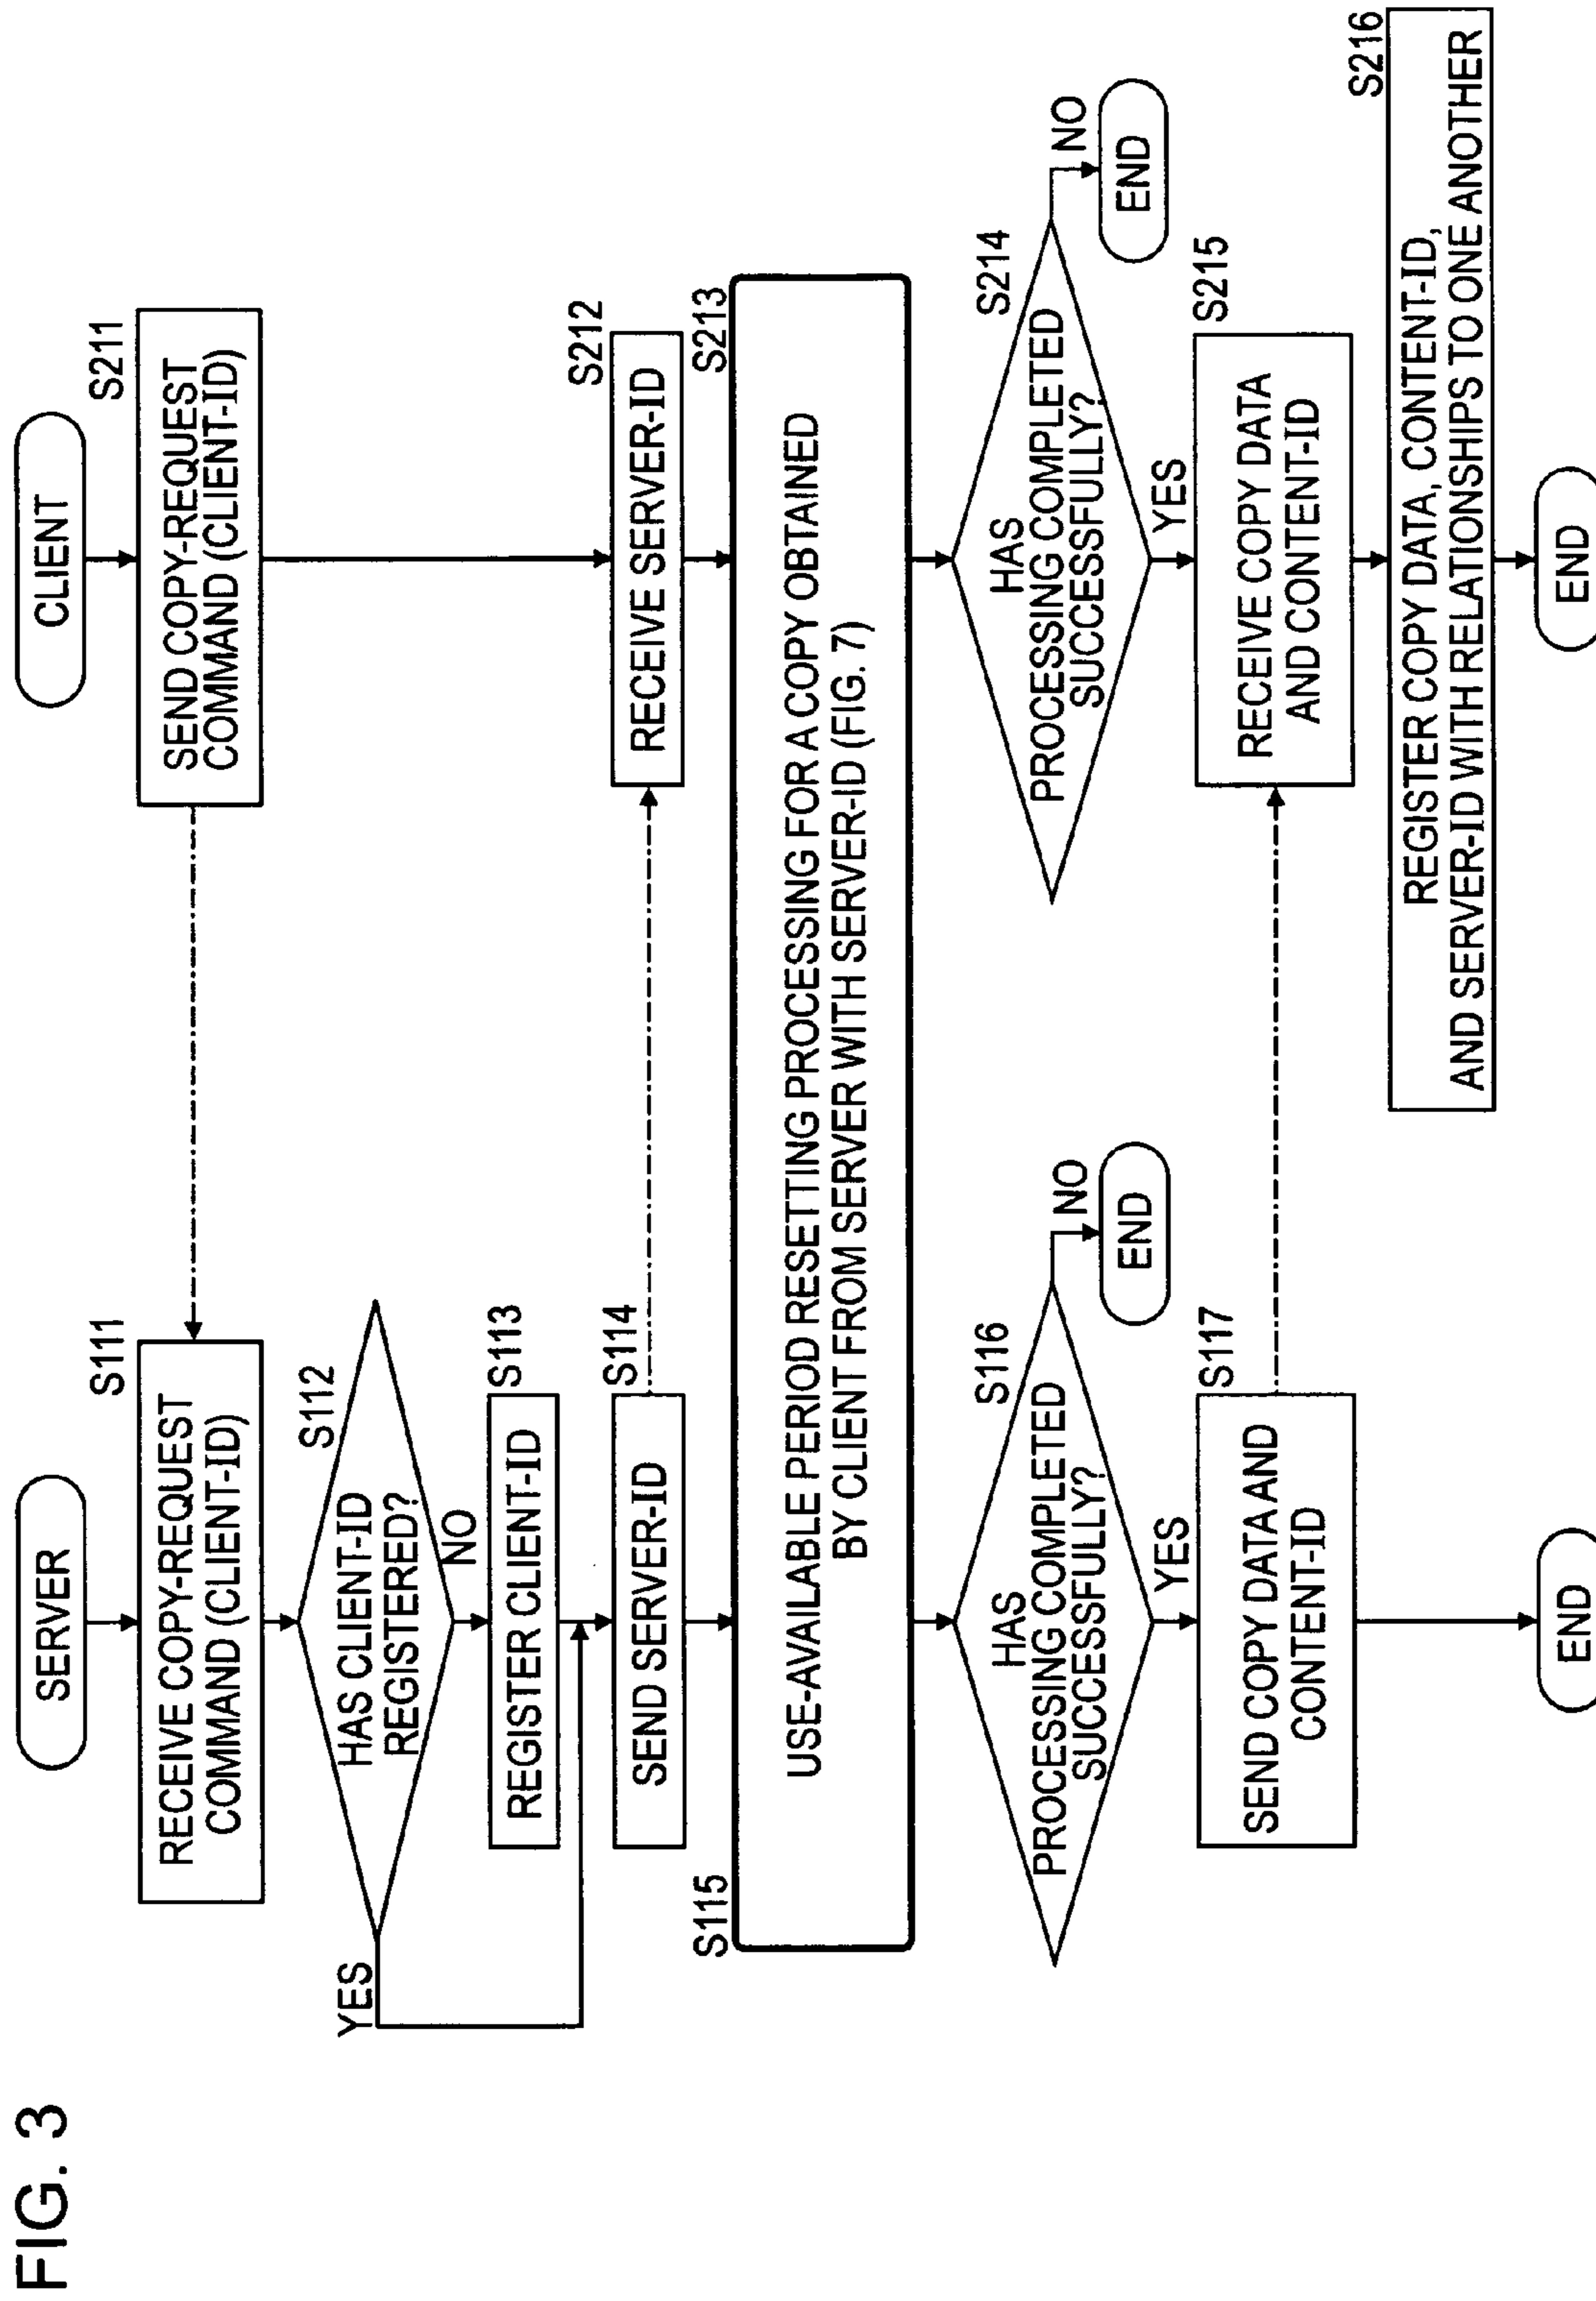 FIG. 3
SERVER
S111
RECEIVE COPY-REQUEST
COMMAND (CLIENT-ID)
S112
HAS CLIENT-ID
REGISTERED?
YES
NO
S113
REGISTER CLIENT-ID
S114
SEND SERVER-ID
CLIENT
S211
SEND COPY-REQUEST
COMMAND (CLIENT-ID)
S212
RECEIVE SERVER-ID
S115
S213
USE-AVAILABLE PERIOD RESETTING PROCESSING FOR A COPY OBTAINED
BY CLIENT FROM SERVER WITH SERVER-ID (FIG. 7)
S116
HAS
PROCESSING COMPLETED
SUCCESSFULLY?
NO
END
YES
S117
SEND COPY DATA AND
CONTENT-ID
END
S214
HAS
PROCESSING COMPLETED
SUCCESSFULLY?
NO
END
YES
S215
RECEIVE COPY DATA
AND CONTENT-ID
S216
REGISTER COPY DATA, CONTENT-ID,
AND SERVER-ID WITH RELATIONSHIPS TO ONE ANOTHER
END